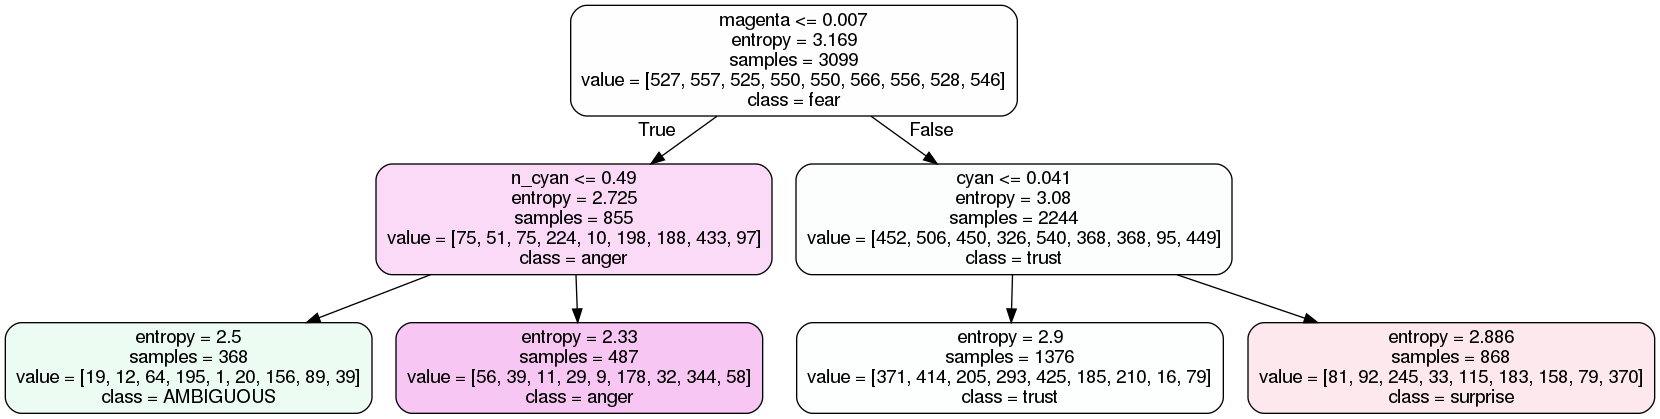 magenta <= 0.007
entropy = 3.169
samples = 3099
value = [527, 557, 525, 550, 550, 566, 556, 528, 546]
class = fear
True
False
n_cyan <= 0.49
entropy = 2.725
samples = 855
value = [75, 51, 75, 224, 10, 198, 188, 433, 97]
class = anger
cyan <= 0.041
entropy = 3.08
samples = 2244
value = [452, 506, 450, 326, 540, 368, 368, 95, 449]
class = trust
entropy = 2.5
samples = 368
value = [19, 12, 64, 195, 1, 20, 156, 89, 39]
class = AMBIGUOUS
entropy = 2.33
samples = 487
value = [56, 39, 11, 29, 9, 178, 32, 344, 58]
class = anger
entropy = 2.9
samples = 1376
value = [371, 414, 205, 293, 425, 185, 210, 16, 79]
class = trust
entropy = 2.886
samples = 868
value = [81, 92, 245, 33, 115, 183, 158, 79, 370]
class = surprise